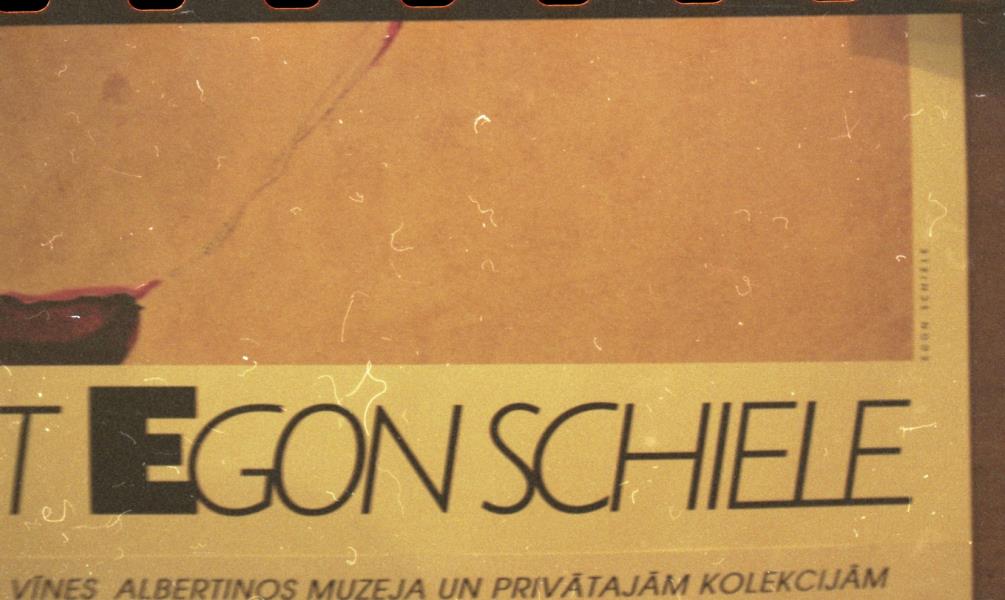 EGON SCHIELE
T EGON SCHIELE
VĪNES ALBERTINOS MUZEJA UN PRIVĀTAJĀM KOLEKCIJĀM